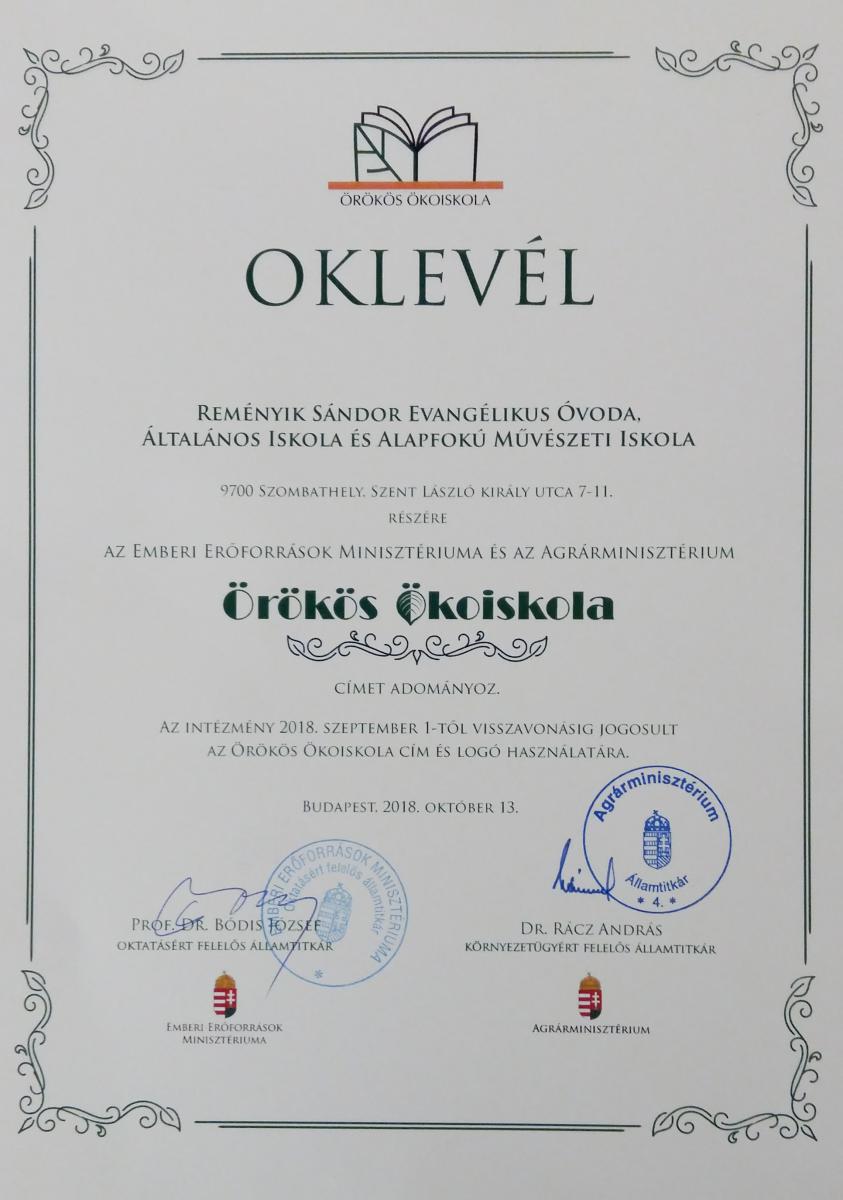 ÖRÖKÖS ÖKOISKOLA
OKLEVÉL
REMÉNYIK SÁNDOR EVANGÉLIKUS ÓVODA,
ÁLTALÁNOS ISKOLA ÉS ALAPFOKÚ MŰVÉSZETI ISKOLA
9700 SZOMBATHELY, SZENT LÁSZLÓ KIRÁLY UTCA 7-11.
RÉSZÉRE
AZ EMBERI ERŐFORRÁSOK MINISZTÉRIUMA ÉS AZ AGRÁRMINISZTÉRIUM
Örökös Ökoiskola
CÍMET ADOMÁNYOZ.
AZ INTÉZMÉNY 2018. SZEPTEMBER 1-TŐL VISSZAVONÁSIG JOGOSULT
AZ ÖRÖKÖS ÖKOISKOLA CÍM ÉS LOGÓ HASZNÁLATÁRA.
BUDAPEST, 2018. OKTÓBER 13.
Agrárminisztérium
Államtitkár
* 4. *
EMBERI ERŐFORRÁSOK MINISZTÉRIUMA
Oktatásért felelős államtitkár
*
PROF. DR. BÓDIS JÓZSEF
OKTATÁSÉRT FELELŐS ÁLLAMTITKÁR
DR. RÁCZ ANDRÁS
KÖRNYEZETÜGYÉRT FELELŐS ÁLLAMTITKÁR
EMBERI ERŐFORRÁSOK
MINISZTÉRIUMA
AGRÁRMINISZTÉRIUM